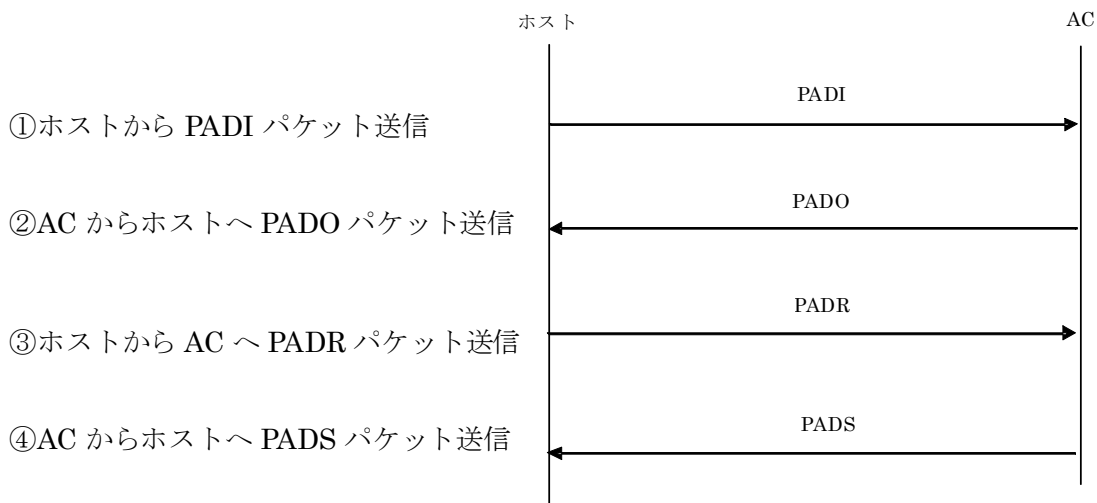 ホスト
AC
PADI
①ホストから PADI パケット送信
PADO
②AC からホストへ PADO パケット送信
PADR
③ホストから AC へ PADR パケット送信
PADS
④AC からホストへ PADS パケット送信